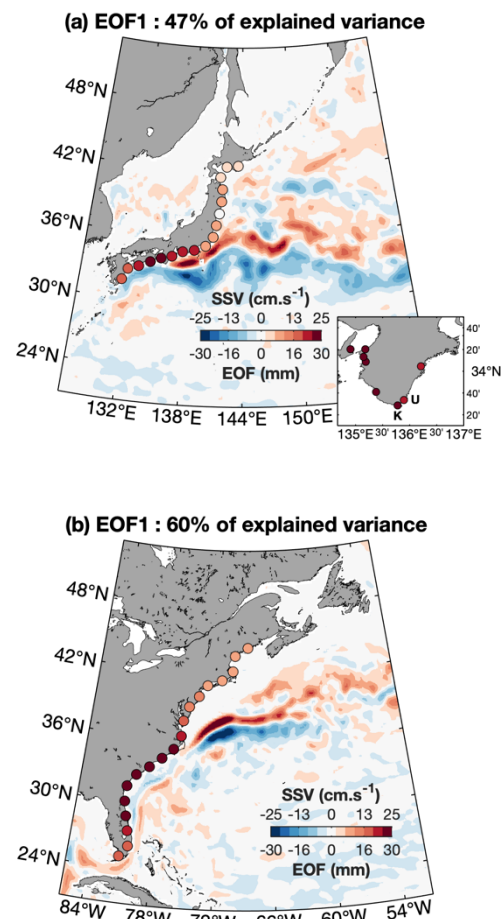 (a) EOF1 : 47% of explained variance
48°N
42°N
36°N
30°N
24°N
SSV (cm.s⁻¹)
-25 -13 0 13 25
-30 -16 0 16 30
EOF (mm)
132°E 138°E 144°E 150°E
40'
20'
34°N
40'
20'
U
K
135°E 30' 136°E 30' 137°E
(b) EOF1 : 60% of explained variance
48°N
42°N
36°N
30°N
24°N
SSV (cm.s⁻¹)
-25 -13 0 13 25
-30 -16 0 16 30
EOF (mm)
84°W 78°W 72°W 66°W 60°W 54°W